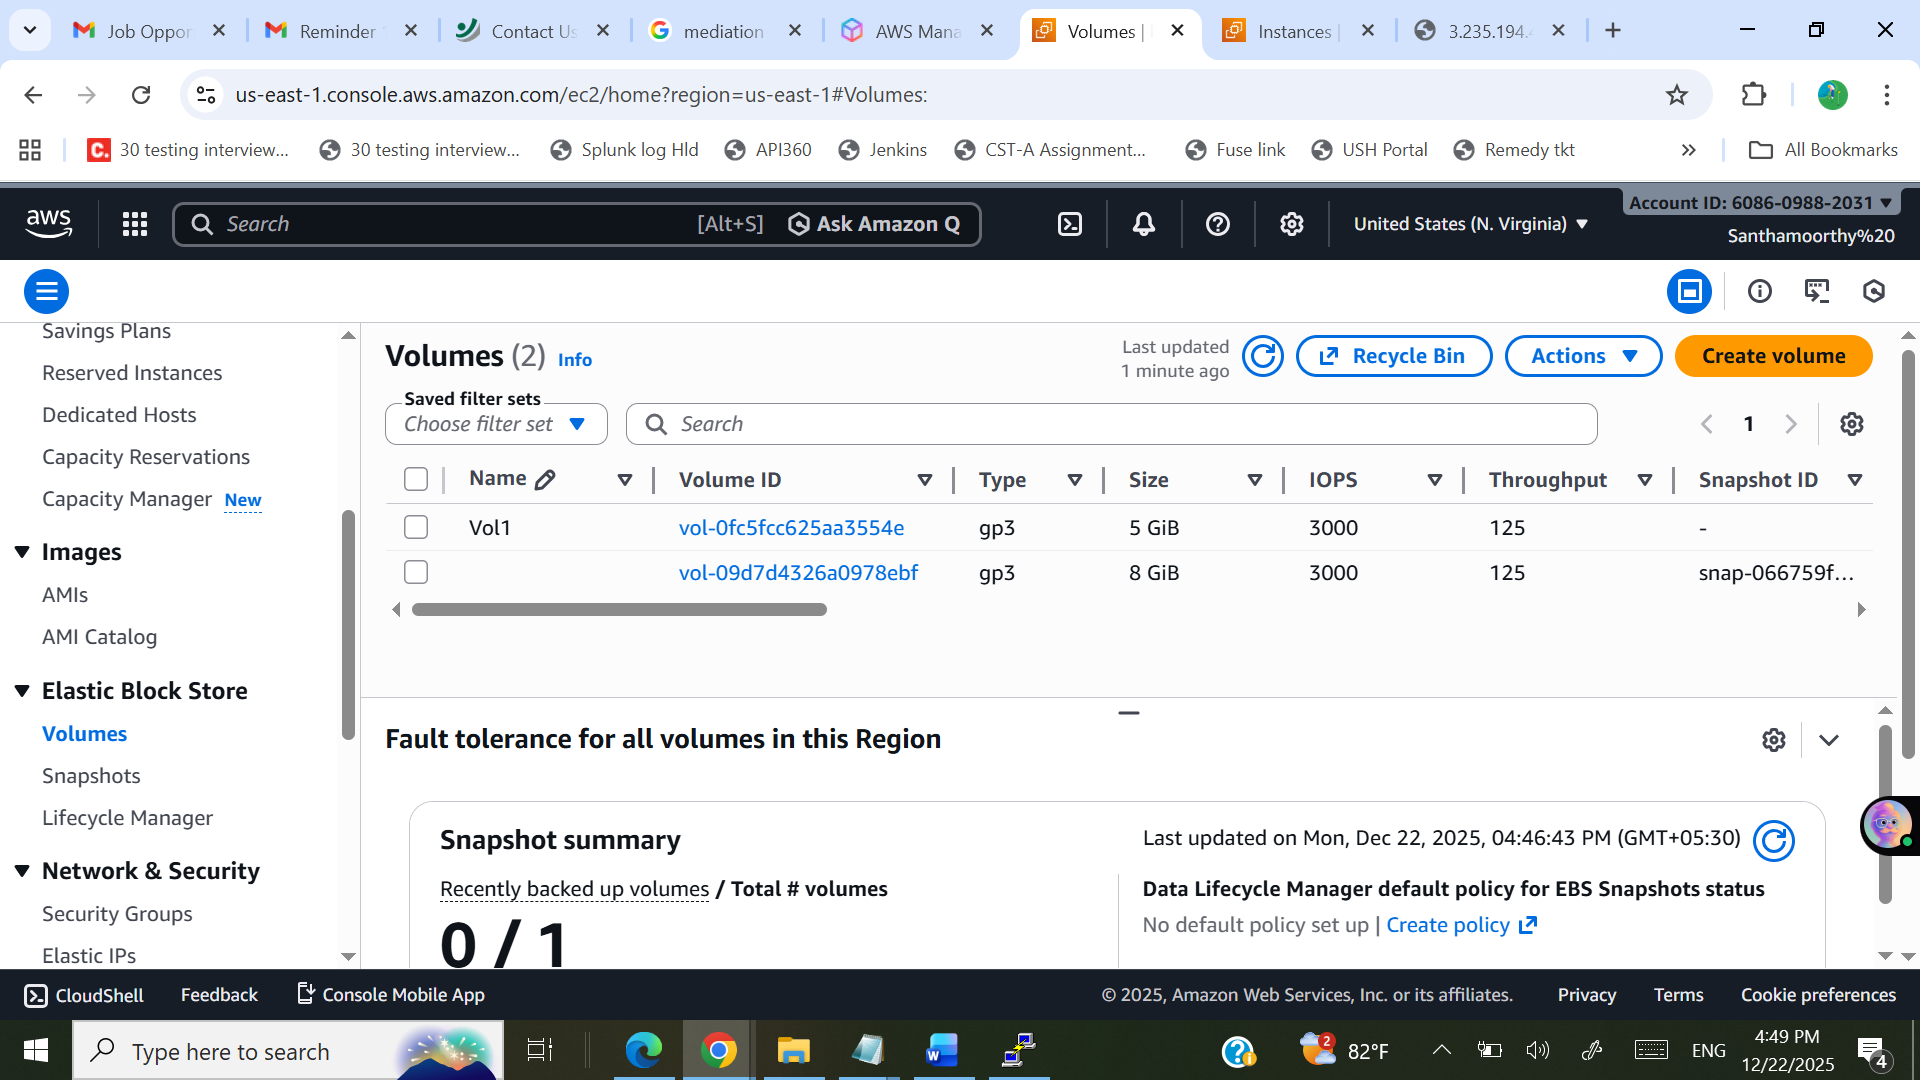 Job Oppor
Reminder
Contact Us
mediation
AWS Mana
Volumes |
Instances |
3.235.194.
us-east-1.console.aws.amazon.com/ec2/home?region=us-east-1#Volumes:
30 testing interview...
30 testing interview...
Splunk log Hld
API360
Jenkins
CST-A Assignment...
Fuse link
USH Portal
Remedy tkt
»
All Bookmarks
aws
Search
[Alt+S]
Ask Amazon Q
United States (N. Virginia)
Account ID: 6086-0988-2031
Santhamoorthy%20
Savings Plans
Reserved Instances
Dedicated Hosts
Capacity Reservations
Capacity Manager New
Images
AMIs
AMI Catalog
Elastic Block Store
Volumes
Snapshots
Lifecycle Manager
Network & Security
Security Groups
Elastic IPs
Volumes (2) Info
Last updated
1 minute ago
Recycle Bin
Actions
Create volume
Saved filter sets
Choose filter set
Search
1
Name Volume ID Type Size IOPS Throughput Snapshot ID
Vol1 vol-0fc5fcc625aa3554e gp3 5 GiB 3000 125 -
vol-09d7d4326a0978ebf gp3 8 GiB 3000 125 snap-066759f...
Fault tolerance for all volumes in this Region
Snapshot summary
Last updated on Mon, Dec 22, 2025, 04:46:43 PM (GMT+05:30)
Recently backed up volumes / Total # volumes
0 / 1
Data Lifecycle Manager default policy for EBS Snapshots status
No default policy set up | Create policy
CloudShell
Feedback
Console Mobile App
© 2025, Amazon Web Services, Inc. or its affiliates.
Privacy
Terms
Cookie preferences
Type here to search
2
82°F
ENG
4:49 PM
12/22/2025
4